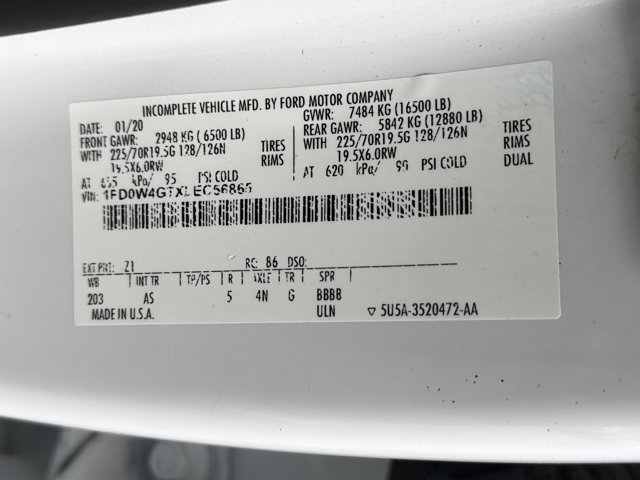 INCOMPLETE VEHICLE MFD. BY FORD MOTOR COMPANY
DATE: 01/20 GVWR: 7484 KG (16500 LB)
FRONT GAWR: 2948 KG ( 6500 LB) REAR GAWR: 5842 KG (12880 LB)
WITH 225/70R19.5G 128/126N TIRES WITH 225/70R19.5G 128/126N TIRES
19.5X6.0RW RIMS 19.5X6.0RW RIMS
AT kPa/ 95 PSI COLD AT 620 kPa/ 90 PSI COLD DUAL
VIN: 1FD0W4GTXLEC56865
EXT PNT: Z1 RC: 86 DSO:
WB INT TR TP/PS R AXLE TR SPR
203 AS 5 4N G BBBB
MADE IN U.S.A. ULN ▽ 5U5A-3520472-AA